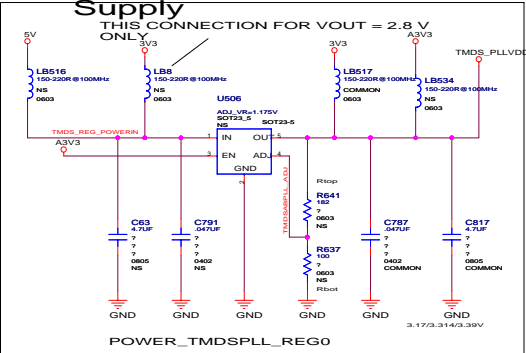 Supply
THIS CONNECTION FOR VOUT = 2.8 V
ONLY
5V
3V3
3V3
A3V3
TMDS_PLLVDD
LB516
150-220R@100MHz
NS
0603
LB8
150-220R@100MHz
NS
0603
LB517
150-220R@100MHz
COMMON
0603
LB534
150-220R@100MHz
NS
0603
U506
ADJ_VR=1.175V
SOT23_5
NS
SOT23-5
TMDS_REG_POWERIN
A3V3
1
IN
OUT
5
3
EN
ADJ
4
GND
2
TMDSABPLL_ADJ
Rtop
R641
182
?
0603
NS
R637
100
?
0603
NS
Rbot
C63
4.7UF
?
?
0805
NS
C791
.047UF
?
?
0402
NS
C787
.047UF
?
?
0402
COMMON
C817
4.7UF
?
?
0805
COMMON
GND
GND
GND
GND
GND
GND
3.17/3.314/3.39V
POWER_TMDSPLL_REG0